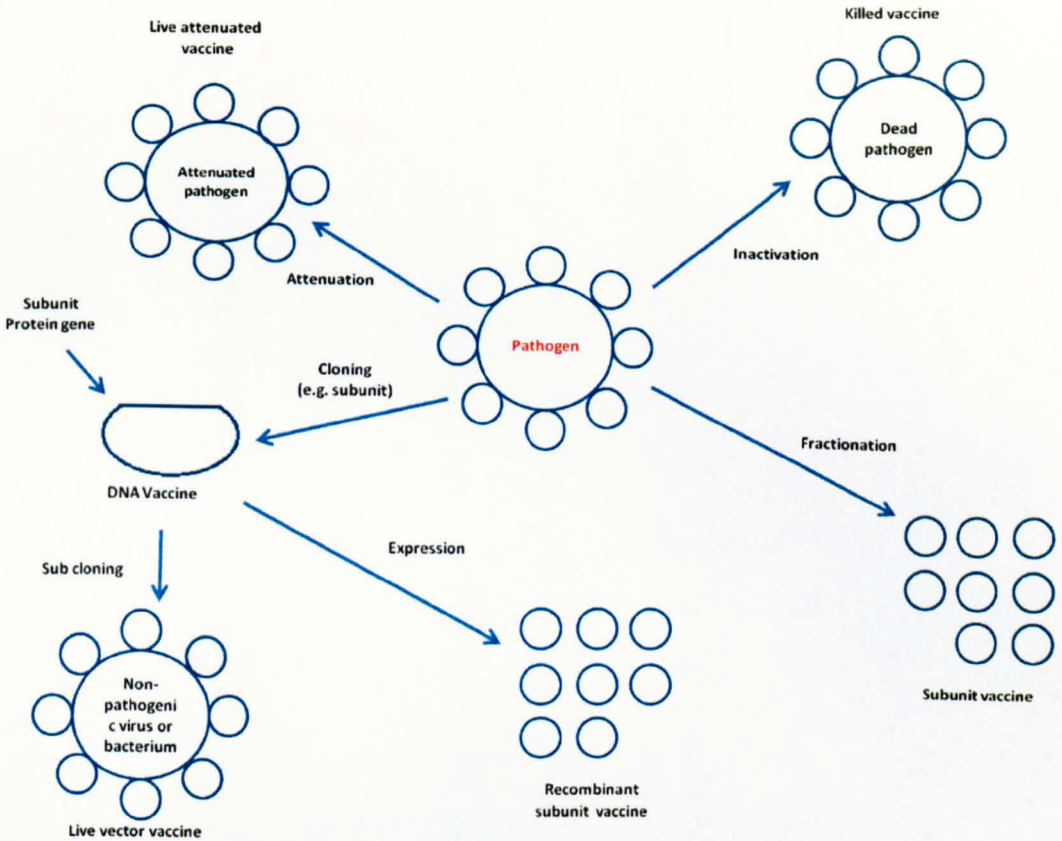 Live attenuated
vaccine
Killed vaccine
Attenuated
pathogen
Dead
pathogen
Attenuation
Inactivation
Subunit
Protein gene
Pathogen
Cloning
(e.g. subunit)
Fractionation
DNA Vaccine
Expression
Sub cloning
Non-
pathogeni
c virus or
bacterium
Subunit vaccine
Recombinant
subunit vaccine
Live vector vaccine